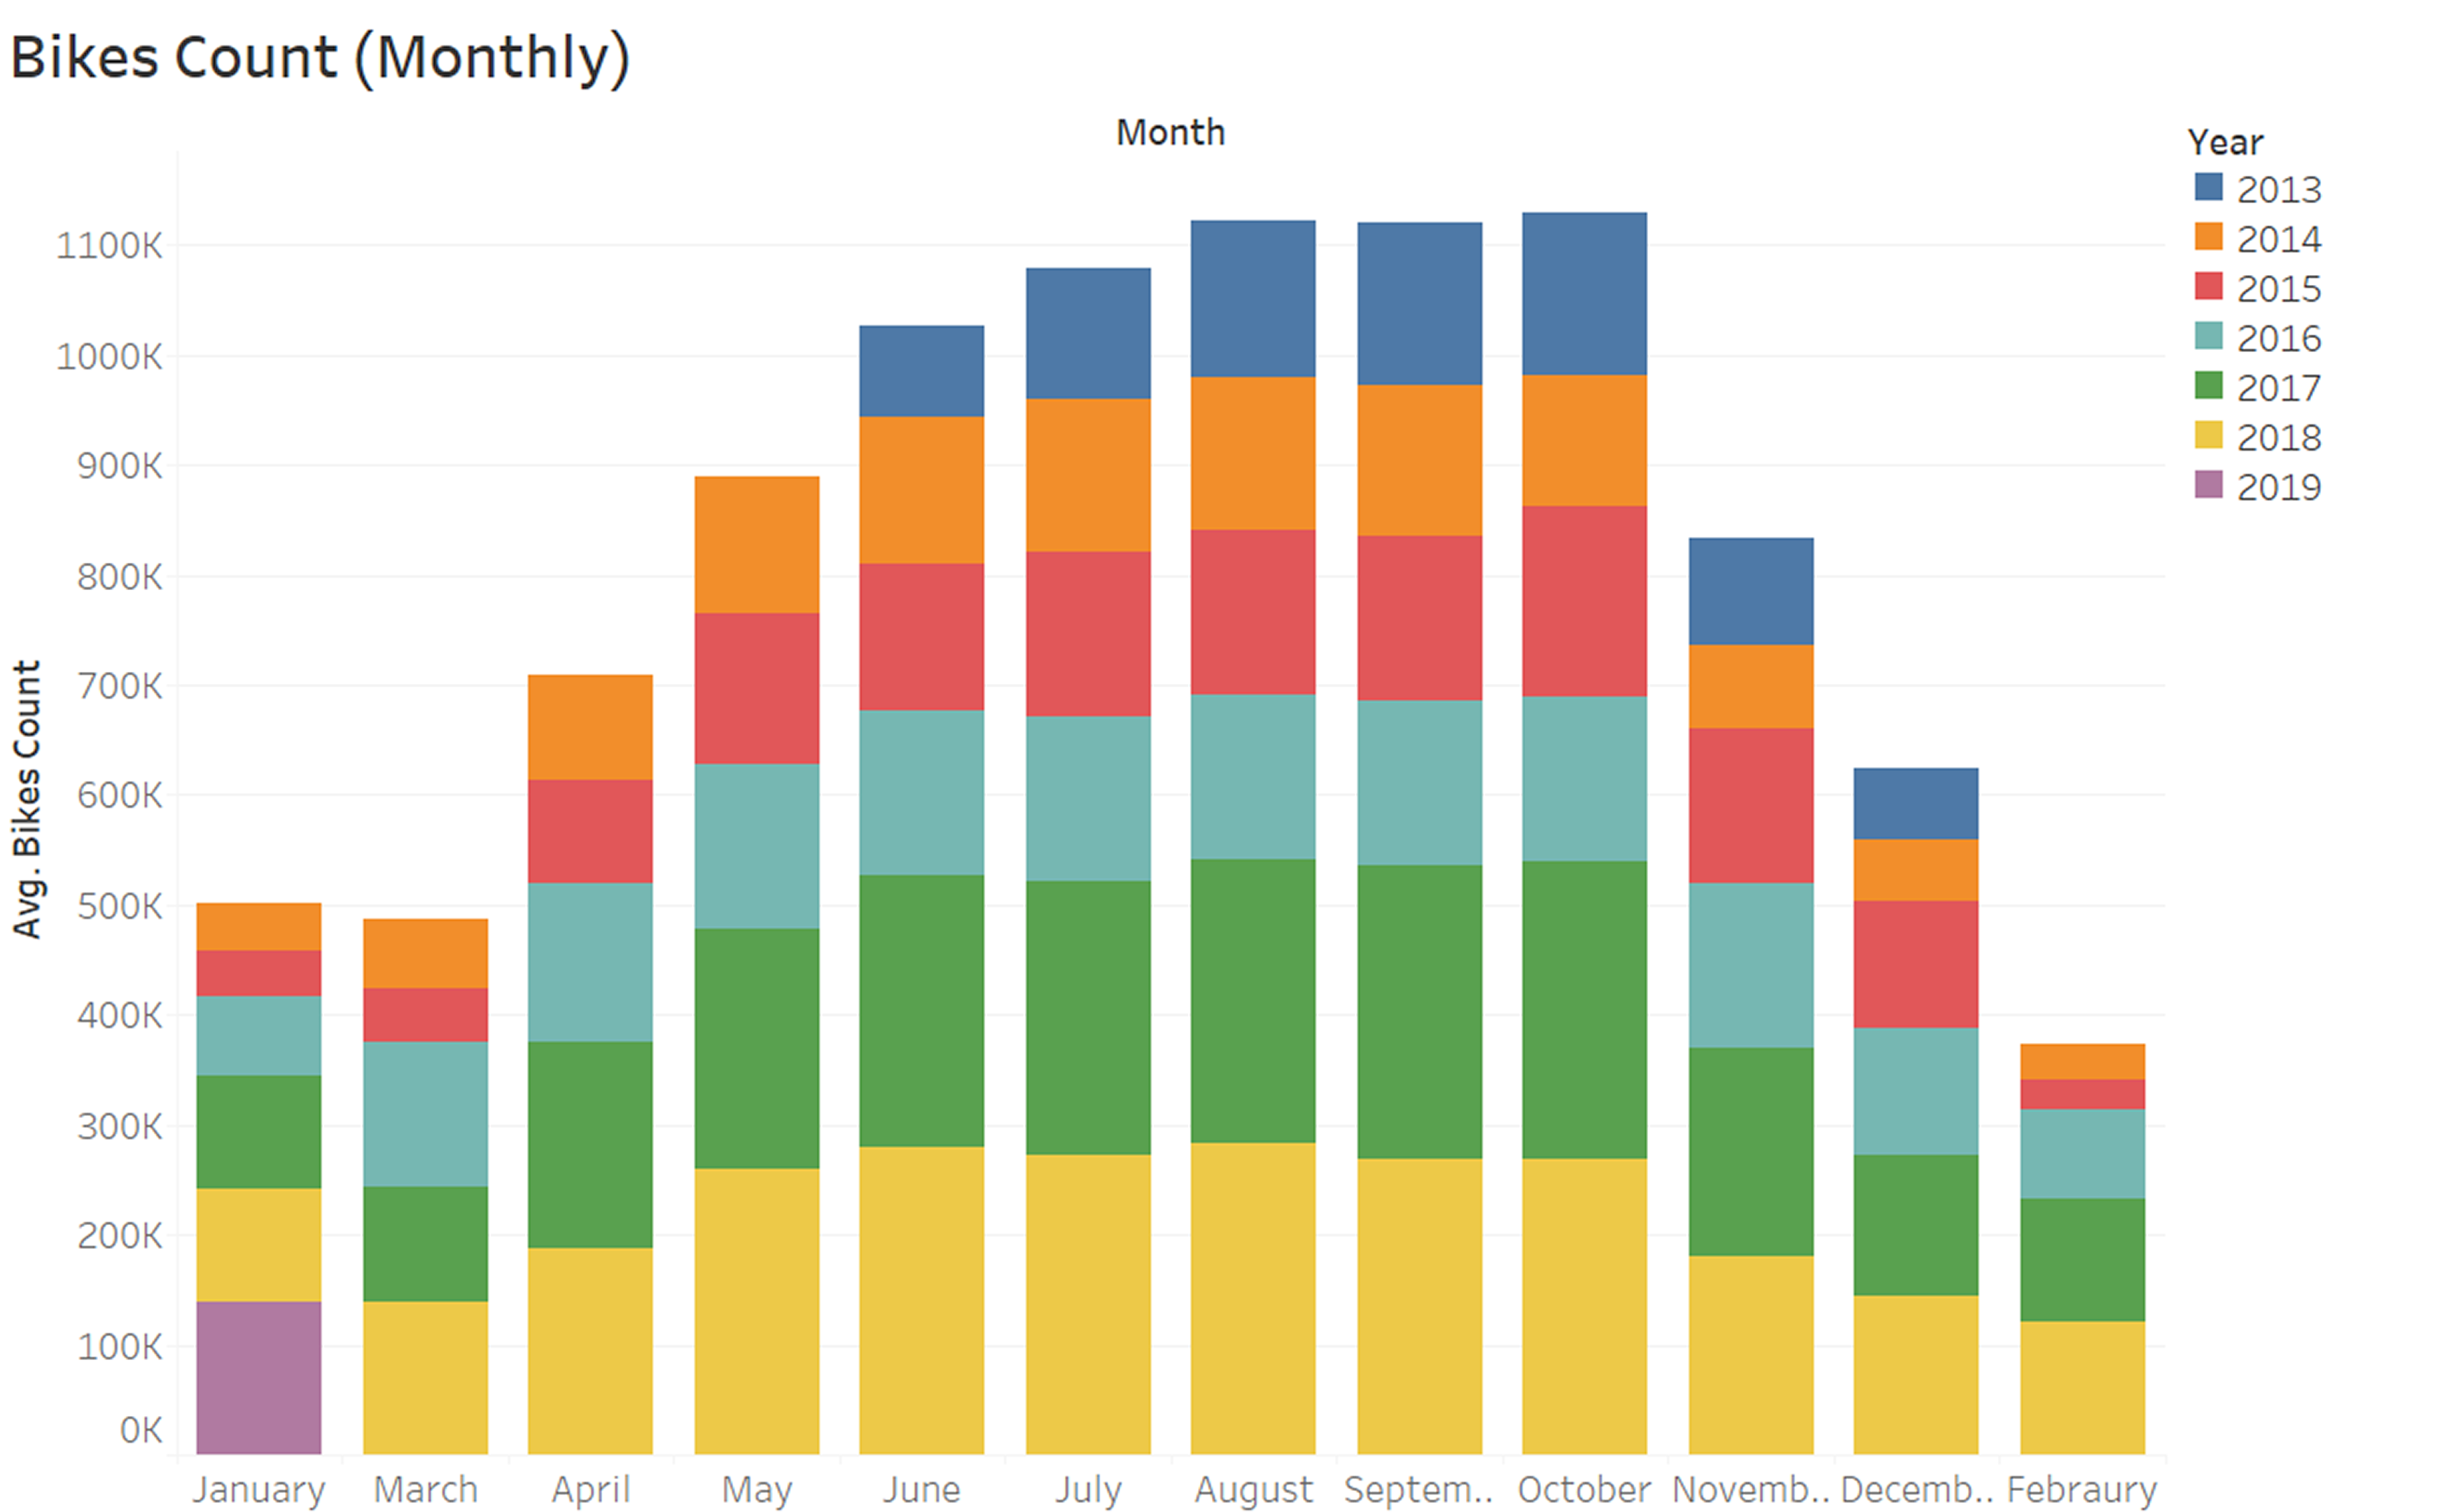 Bikes Count (Monthly)
Month
Year
2013
2014
2015
2016
2017
2018
2019
Avg. Bikes Count
1100K
1000K
900K
800K
700K
600K
500K
400K
300K
200K
100K
0K
January March April May June July August Septem.. October Novemb.. Decemb.. Febraury